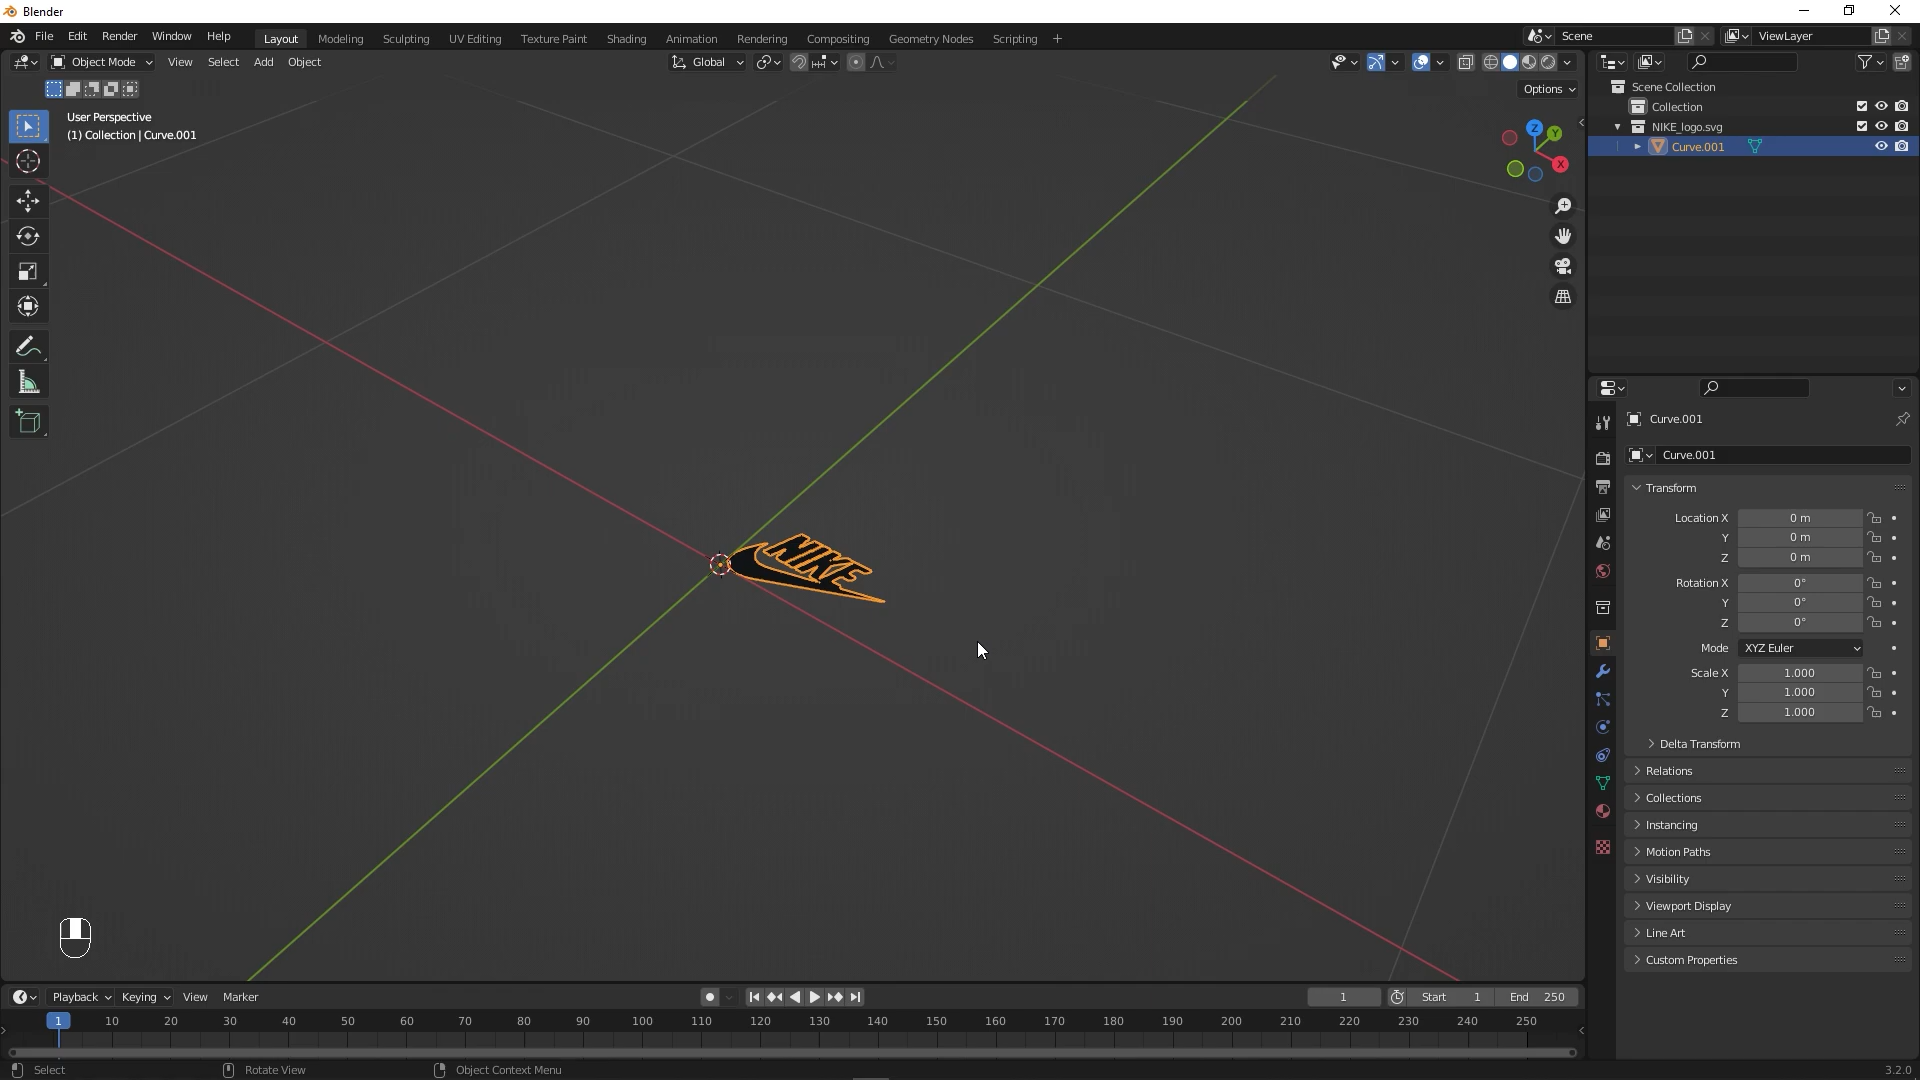 Blender
File Edit Render Window Help
Layout Modeling Sculpting UV Editing Texture Paint Shading Animation Rendering Compositing Geometry Nodes Scripting +
Scene
ViewLayer
Object Mode View Select Add Object
Global
Options
User Perspective
(1) Collection | Curve.001
Z
Y
X
NIKE
Scene Collection
Collection
NIKE_logo.svg
Curve.001
Curve.001
Curve.001
Transform
Location X 0 m
Y 0 m
Z 0 m
Rotation X 0°
Y 0°
Z 0°
Mode XYZ Euler
Scale X 1.000
Y 1.000
Z 1.000
Delta Transform
Relations
Collections
Instancing
Motion Paths
Visibility
Viewport Display
Line Art
Custom Properties
Playback Keying View Marker
1 Start 1 End 250
1 10 20 30 40 50 60 70 80 90 100 110 120 130 140 150 160 170 180 190 200 210 220 230 240 250
Select Rotate View Object Context Menu
3.2.0